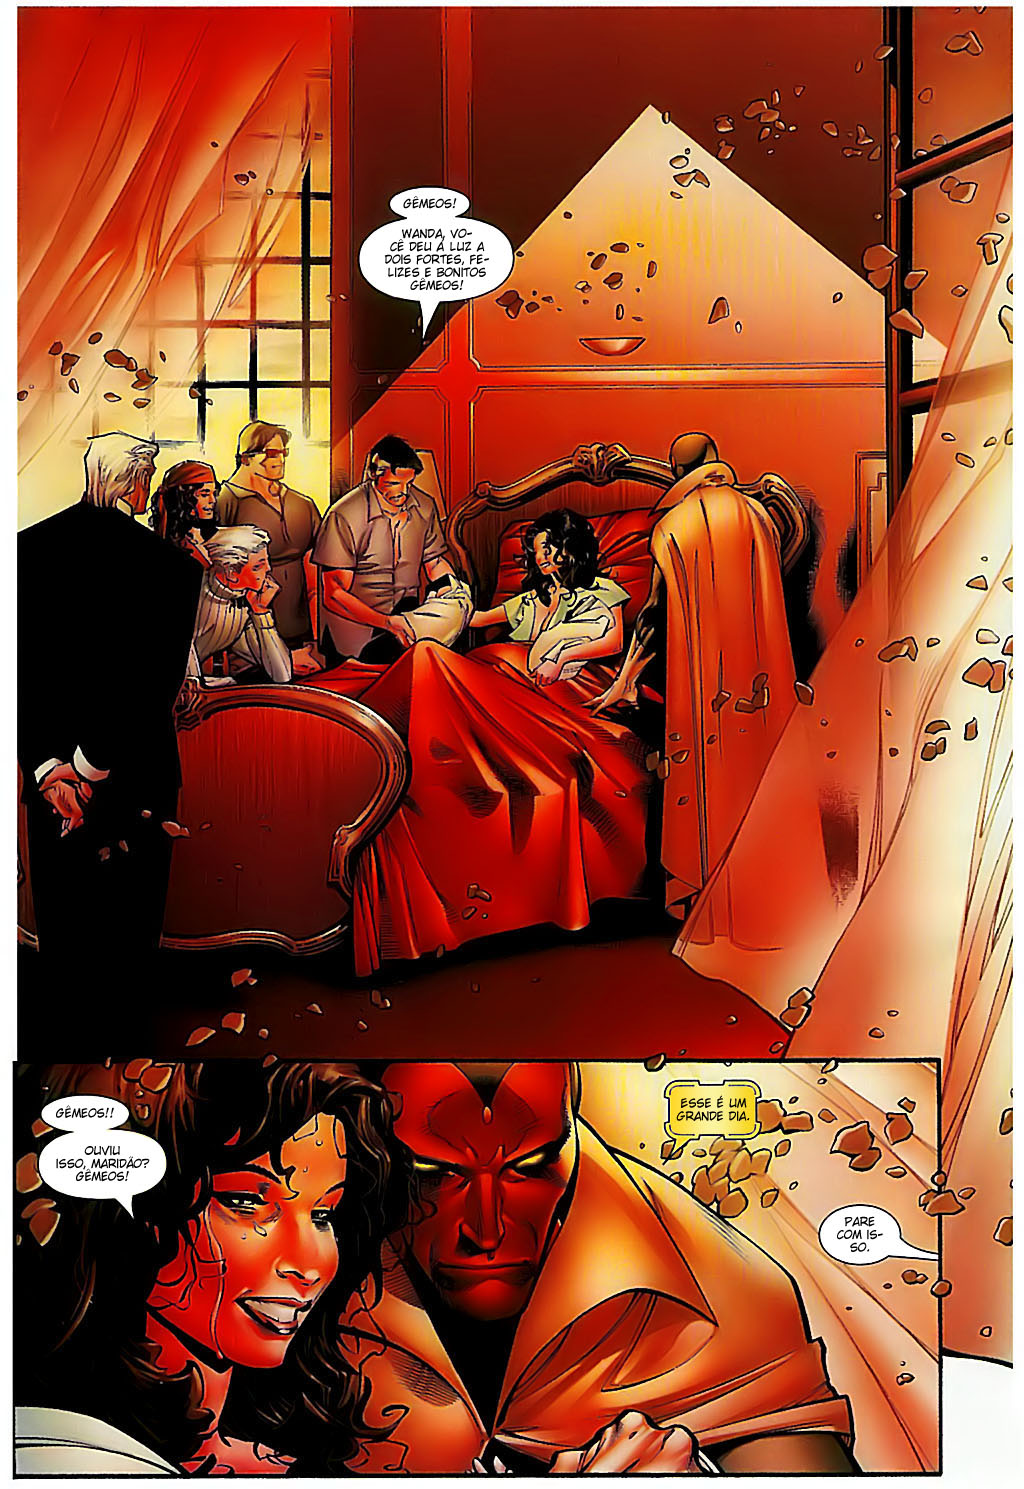 GÊMEOS!
WANDA, VO-
CÊ DEU À LUZ A
DOIS FORTES, FE-
LIZES E BONITOS
GÊMEOS!
GÊMEOS!!
OUVIU
ISSO, MARIDÃO?
GÊMEOS!
ESSE É UM
GRANDE DIA.
PARE
COM IS-
SO.